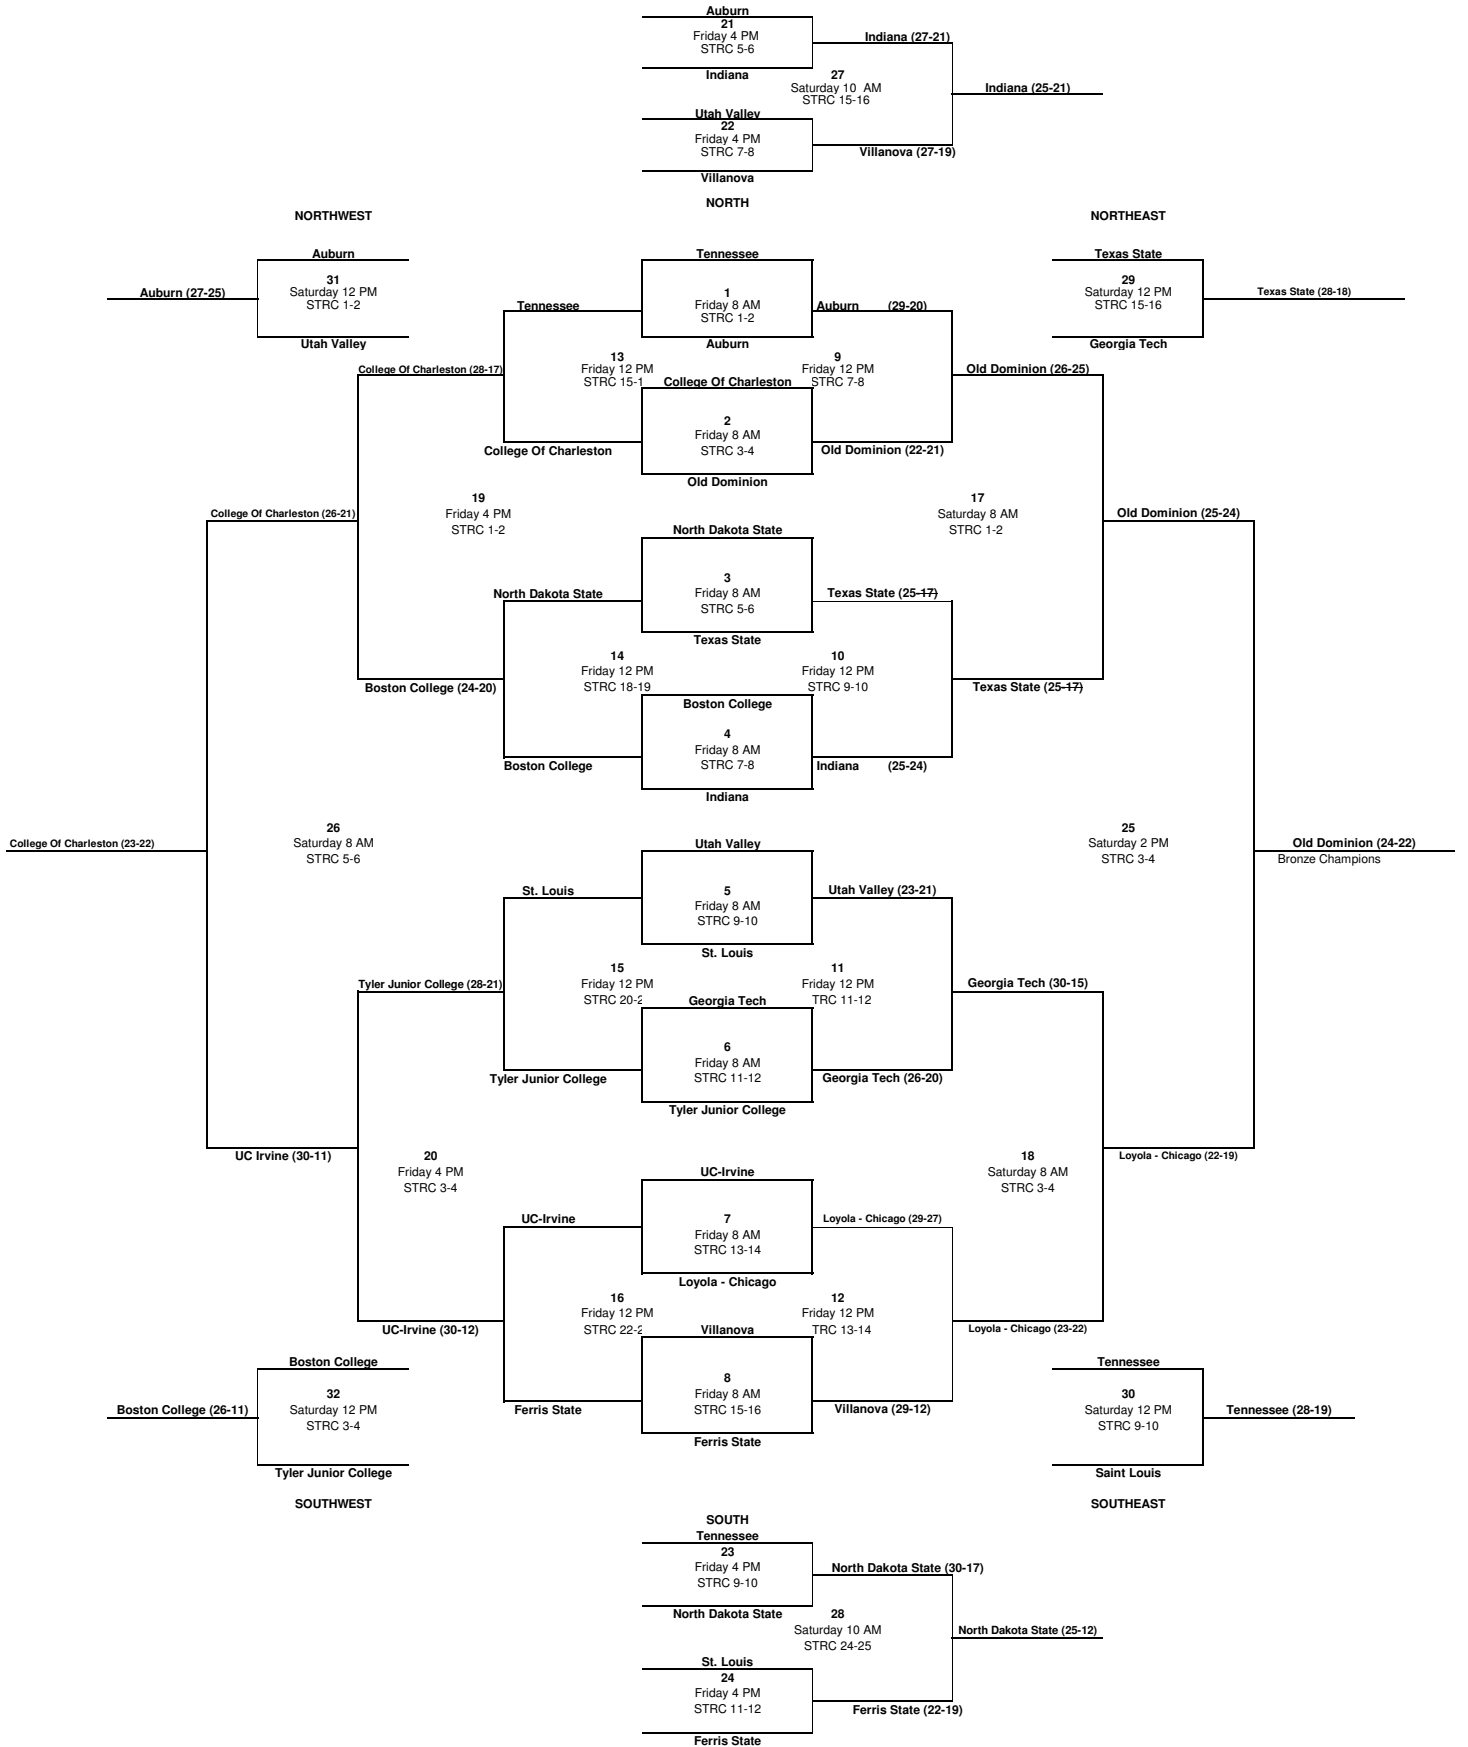 Auburn
21
Friday 4 PM
STRC 5-6
Indiana
Indiana (27-21)
27
Saturday 10 AM
STRC 15-16
Indiana (25-21)
Utah Valley
22
Friday 4 PM
STRC 7-8
Villanova
Villanova (27-19)
NORTH
NORTHWEST
NORTHEAST
Auburn
31
Saturday 12 PM
STRC 1-2
Utah Valley
Auburn (27-25)
Tennessee
1
Friday 8 AM
STRC 1-2
Auburn
Texas State
29
Saturday 12 PM
STRC 15-16
Georgia Tech
Texas State (28-18)
Tennessee
Auburn (29-20)
13
Friday 12 PM
STRC 15-1
9
Friday 12 PM
STRC 7-8
College Of Charleston (28-17)
Old Dominion (26-25)
College Of Charleston
2
Friday 8 AM
STRC 3-4
Old Dominion
College Of Charleston
Old Dominion (22-21)
19
Friday 4 PM
STRC 1-2
17
Saturday 8 AM
STRC 1-2
College Of Charleston (26-21)
Old Dominion (25-24)
North Dakota State
3
Friday 8 AM
STRC 5-6
Texas State
North Dakota State
Texas State (25-17)
14
Friday 12 PM
STRC 18-19
10
Friday 12 PM
STRC 9-10
Boston College (24-20)
Texas State (25-17)
Boston College
4
Friday 8 AM
STRC 7-8
Indiana
Boston College
Indiana (25-24)
26
Saturday 8 AM
STRC 5-6
25
Saturday 2 PM
STRC 3-4
College Of Charleston (23-22)
Old Dominion (24-22)
Bronze Champions
Utah Valley
5
Friday 8 AM
STRC 9-10
St. Louis
St. Louis
Utah Valley (23-21)
15
Friday 12 PM
STRC 20-2
11
Friday 12 PM
TRC 11-12
Tyler Junior College (28-21)
Georgia Tech (30-15)
Georgia Tech
6
Friday 8 AM
STRC 11-12
Tyler Junior College
Tyler Junior College
Georgia Tech (26-20)
UC Irvine (30-11)
20
Friday 4 PM
STRC 3-4
18
Saturday 8 AM
STRC 3-4
Loyola - Chicago (22-19)
UC-Irvine
7
Friday 8 AM
STRC 13-14
Loyola - Chicago
UC-Irvine
Loyola - Chicago (29-27)
16
Friday 12 PM
STRC 22-2
12
Friday 12 PM
TRC 13-14
UC-Irvine (30-12)
Loyola - Chicago (23-22)
Villanova
8
Friday 8 AM
STRC 15-16
Ferris State
Ferris State
Villanova (29-12)
Boston College
32
Saturday 12 PM
STRC 3-4
Tyler Junior College
Boston College (26-11)
Tennessee
30
Saturday 12 PM
STRC 9-10
Saint Louis
Tennessee (28-19)
SOUTHWEST
SOUTHEAST
SOUTH
Tennessee
23
Friday 4 PM
STRC 9-10
North Dakota State
North Dakota State (30-17)
28
Saturday 10 AM
STRC 24-25
North Dakota State (25-12)
St. Louis
24
Friday 4 PM
STRC 11-12
Ferris State
Ferris State (22-19)